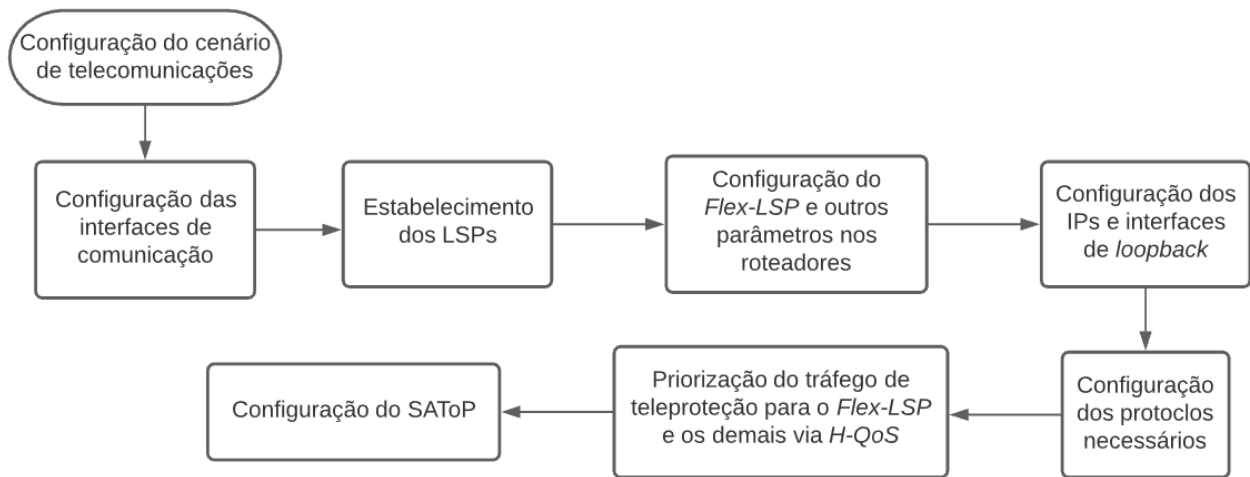 Configuração do cenário
de telecomunicações
Configuração das
interfaces de
comunicação
Estabelecimento
dos LSPs
Configuração do
Flex-LSP e outros
parâmetros nos
roteadores
Configuração dos
IPs e interfaces
de loopback
Configuração
dos protoclos
necessários
Priorização do tráfego de
teleproteção para o Flex-LSP
e os demais via H-QoS
Configuração do SAToP